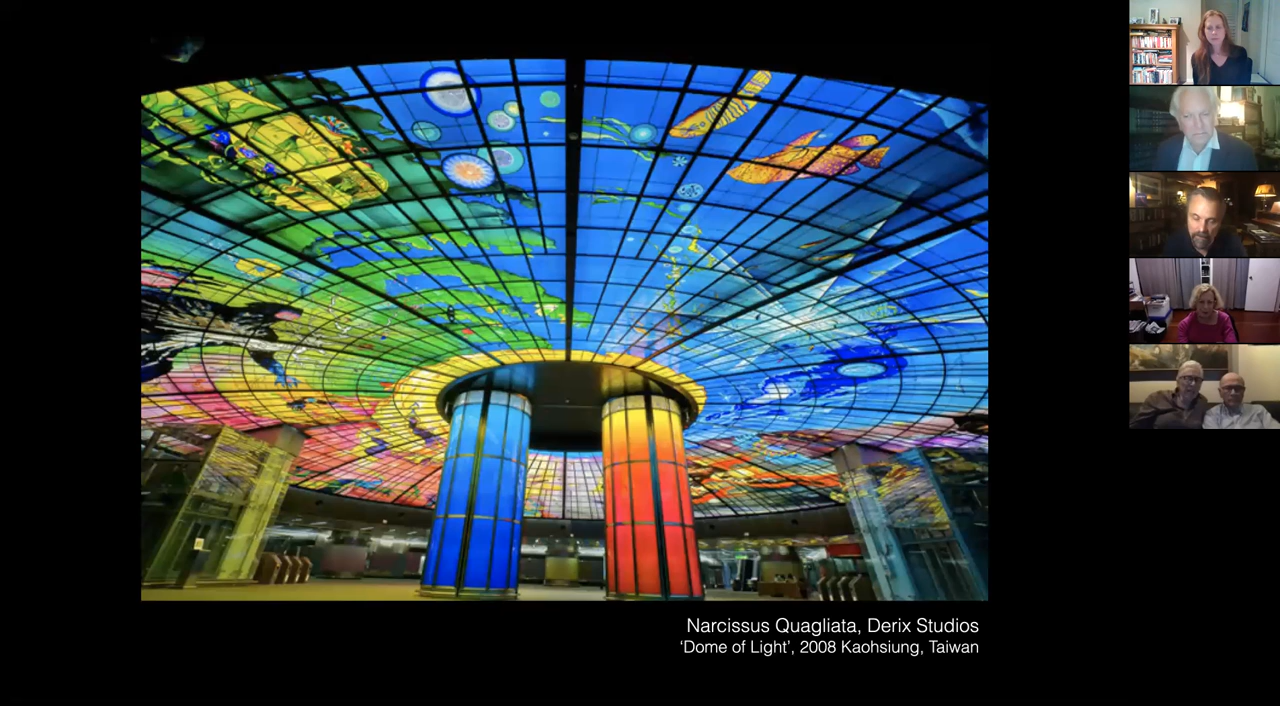 Narcissus Quagliata, Derix Studios
‘Dome of Light’, 2008 Kaohsiung, Taiwan